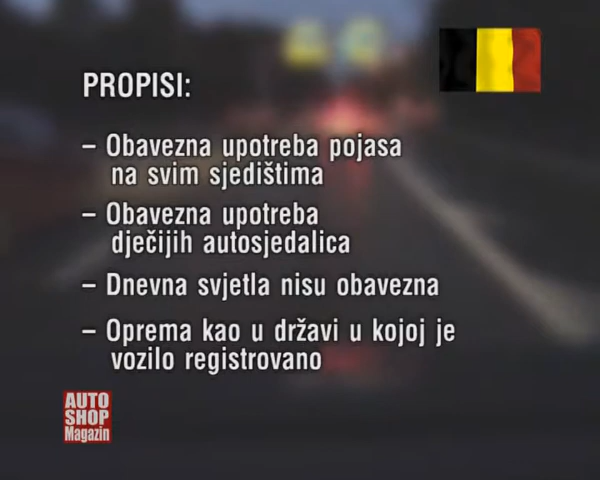 PROPISI:
– Obavezna upotreba pojasa
na svim sjedištima
– Obavezna upotreba
dječijih autosjedalica
– Dnevna svjetla nisu obavezna
– Oprema kao u državi u kojoj je
vozilo registrovano
AUTO
SHOP
Magazin